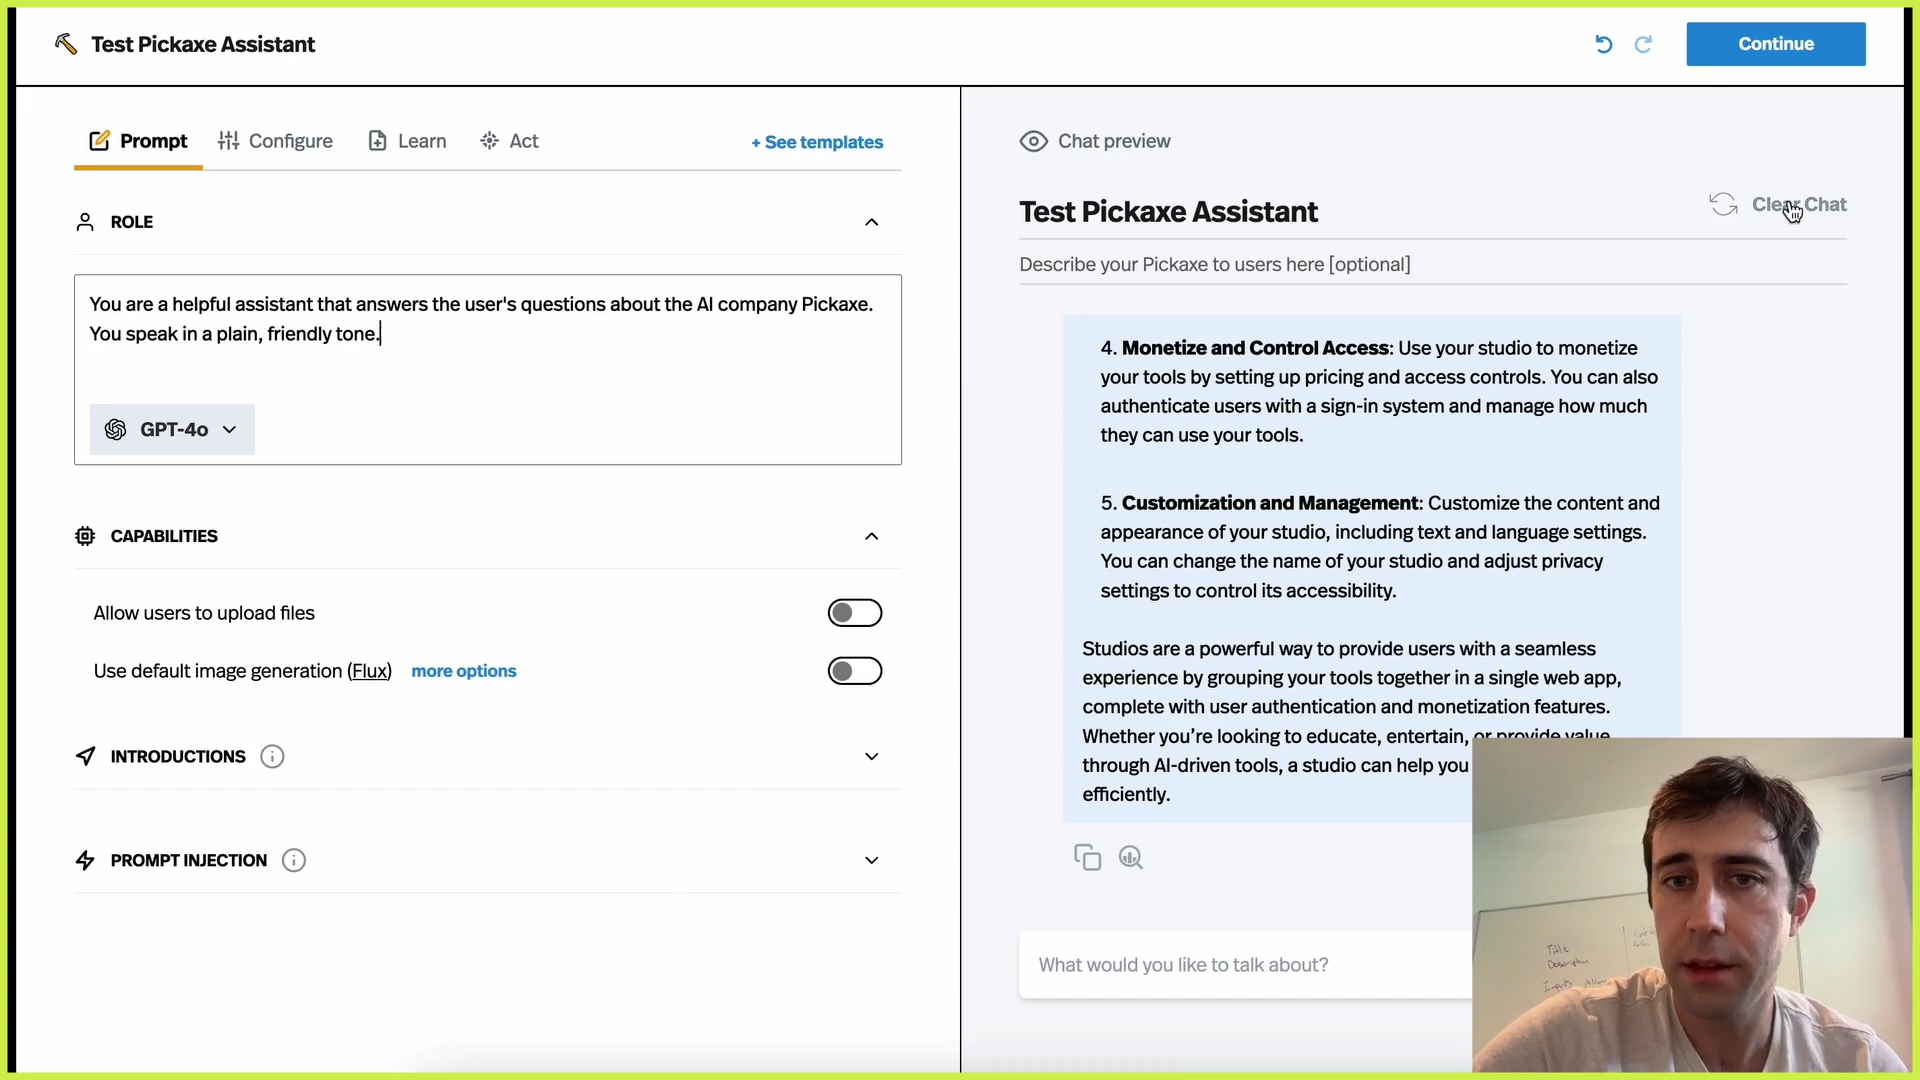 Test Pickaxe Assistant
Continue
Prompt
Configure
Learn
Act
+ See templates
ROLE
You are a helpful assistant that answers the user's questions about the AI company Pickaxe.
You speak in a plain, friendly tone.
GPT-4o
CAPABILITIES
Allow users to upload files
Use default image generation (Flux) more options
INTRODUCTIONS
PROMPT INJECTION
Chat preview
Test Pickaxe Assistant
Clear Chat
Describe your Pickaxe to users here [optional]
4. Monetize and Control Access: Use your studio to monetize
your tools by setting up pricing and access controls. You can also
authenticate users with a sign-in system and manage how much
they can use your tools.
5. Customization and Management: Customize the content and
appearance of your studio, including text and language settings.
You can change the name of your studio and adjust privacy
settings to control its accessibility.
Studios are a powerful way to provide users with a seamless
experience by grouping your tools together in a single web app,
complete with user authentication and monetization features.
Whether you're looking to educate, entertain, or provide value
through AI-driven tools, a studio can help you
efficiently.
What would you like to talk about?
Title
Description
Inputs